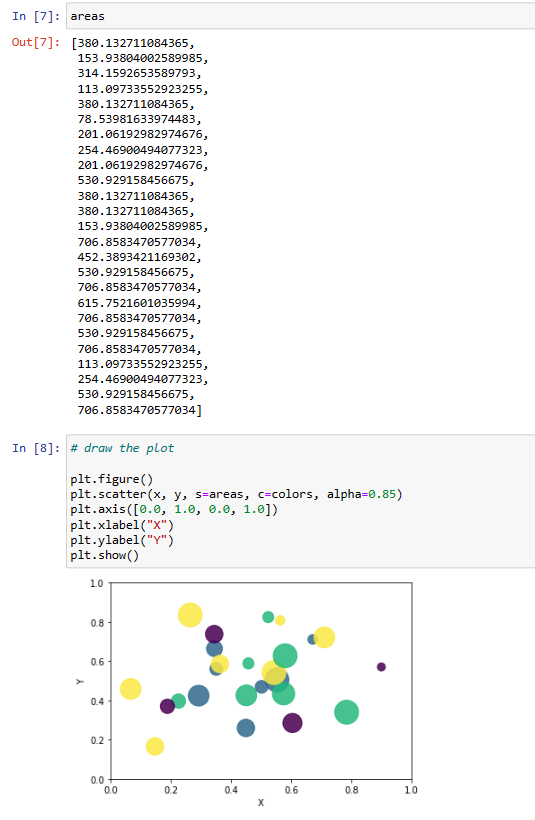 In [7]: areas
Out[7]: [380.132711084365,
153.93804002589985,
314.1592653589793,
113.09733552923255,
380.132711084365,
78.53981633974483,
201.06192982974676,
254.46900494077323,
201.06192982974676,
530.929158456675,
380.132711084365,
380.132711084365,
153.93804002589985,
706.8583470577034,
452.3893421169302,
530.929158456675,
706.8583470577034,
615.7521601035994,
706.8583470577034,
530.929158456675,
706.8583470577034,
113.09733552923255,
254.46900494077323,
530.929158456675,
706.8583470577034]
In [8]: # draw the plot
plt.figure()
plt.scatter(x, y, s=areas, c=colors, alpha=0.85)
plt.axis([0.0, 1.0, 0.0, 1.0])
plt.xlabel("X")
plt.ylabel("Y")
plt.show()
1.0
0.8
0.6
Y
0.4
0.2
0.0
0.0 0.2 0.4 0.6 0.8 1.0
X